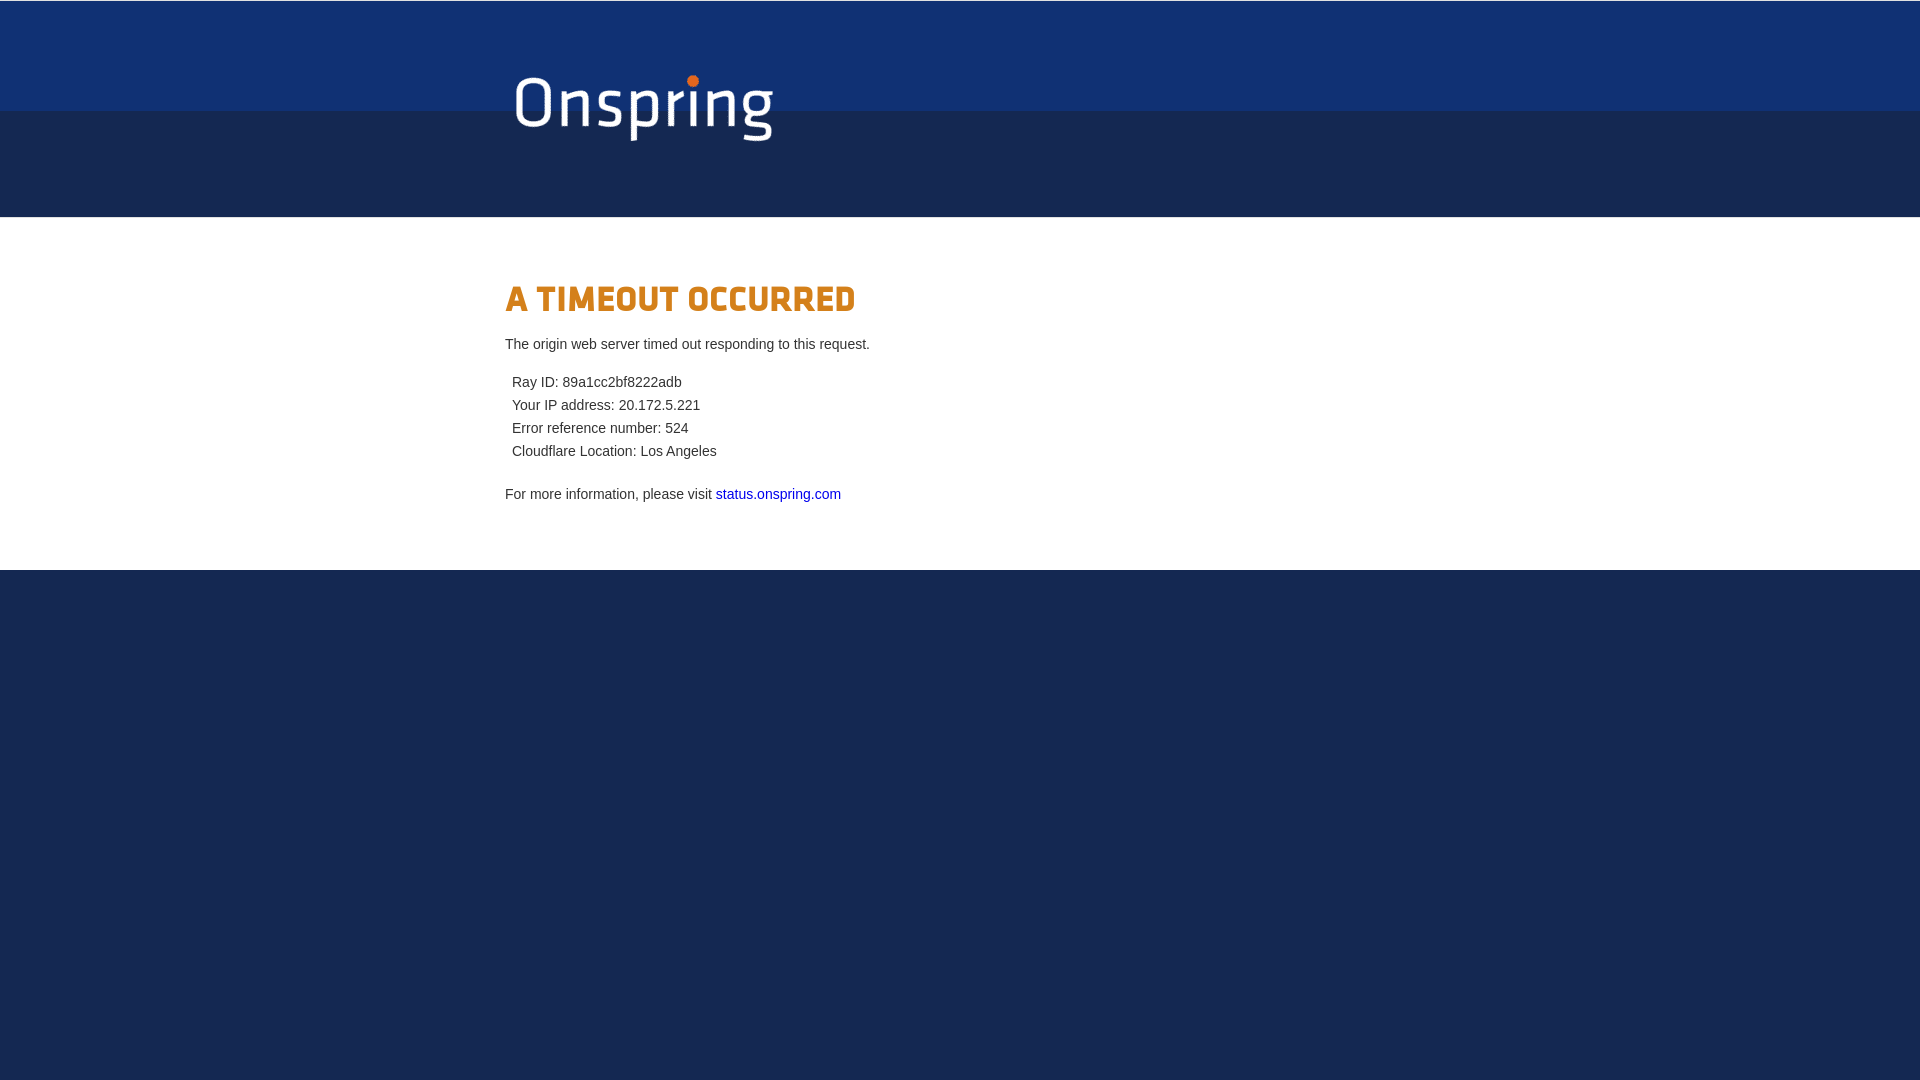 Onspring
A TIMEOUT OCCURRED
The origin web server timed out responding to this request.
Ray ID: 89a1cc2bf8222adb
Your IP address: 20.172.5.221
Error reference number: 524
Cloudflare Location: Los Angeles
For more information, please visit status.onspring.com